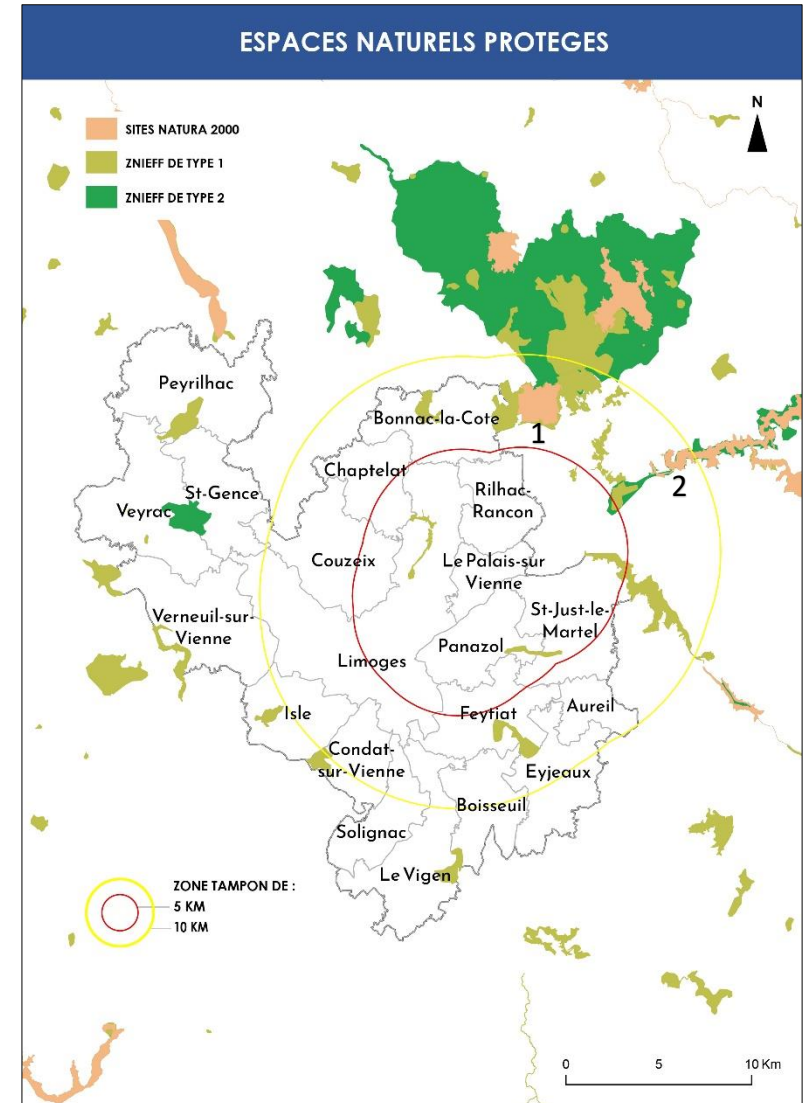 ESPACES NATURELS PROTEGES
N
SITES NATURA 2000
ZNIEFF DE TYPE 1
ZNIEFF DE TYPE 2
Peyrilhac
Bonnac-la-Cote
1
Chaptelat
2
St-Gence
Rilhac-
Rancon
Veyrac
Couzeix
Le Palais-sur
Vienne
Verneuil-sur-
Vienne
St-Just-le-
Martel
Limoges
Panazol
Isle
Feytiat
Aureil
Condat-
sur-Vienne
Eyjeaux
Boisseuil
Solignac
Le Vigen
ZONE TAMPON DE :
5 KM
10 KM
0 5 10 Km